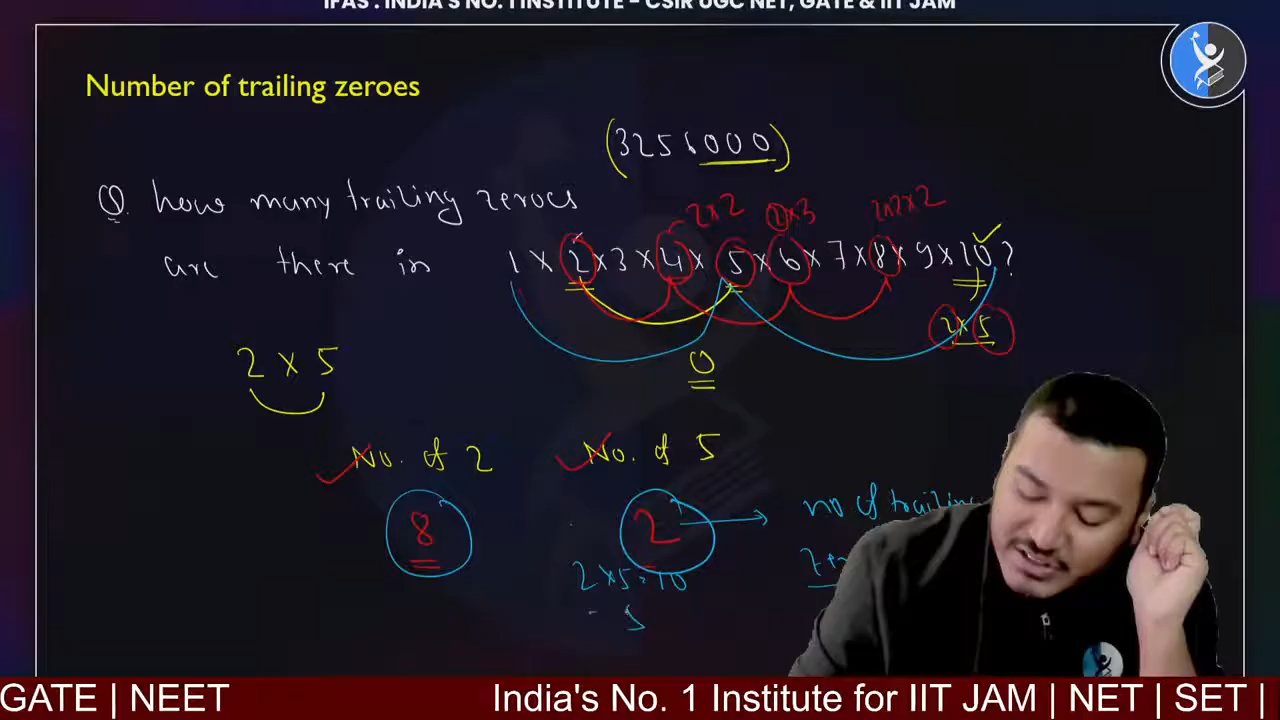 IFAS : INDIA'S NO. 1 INSTITUTE - CSIR UGC NET, GATE & IIT JAM
Number of trailing zeroes
(3256000)
Q. how many trailing zeroes
2×2 2×3 2×2×2
are there in 1 × 2 × 3 × 4 × 5 × 6 × 7 × 8 × 9 × 10 ?
2×5
2 × 5 0
No. of 2 No. of 5
8 2 no of trailing
2×5=10
5
GATE | NEET India's No. 1 Institute for IIT JAM | NET | SET |